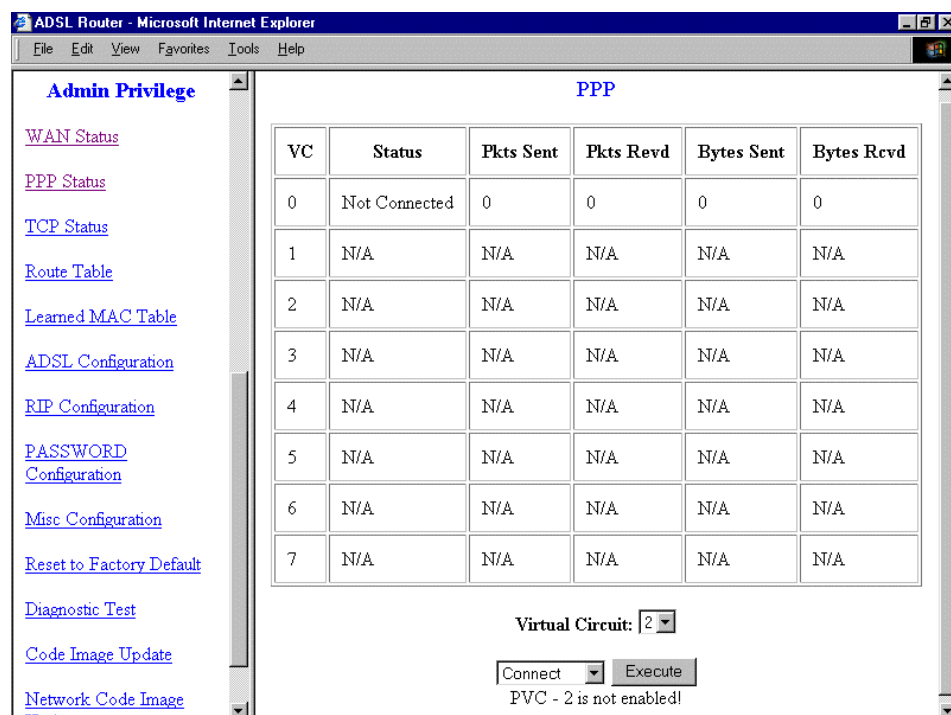 ADSL Router - Microsoft Internet Explorer
File Edit View Favorites Tools Help
Admin Privilege
WAN Status
PPP Status
TCP Status
Route Table
Learned MAC Table
ADSL Configuration
RIP Configuration
PASSWORD
Configuration
Misc Configuration
Reset to Factory Default
Diagnostic Test
Code Image Update
Network Code Image
PPP
VC Status Pkts Sent Pkts Revd Bytes Sent Bytes Rcvd
0 Not Connected 0 0 0 0
1 N/A N/A N/A N/A N/A
2 N/A N/A N/A N/A N/A
3 N/A N/A N/A N/A N/A
4 N/A N/A N/A N/A N/A
5 N/A N/A N/A N/A N/A
6 N/A N/A N/A N/A N/A
7 N/A N/A N/A N/A N/A
Virtual Circuit: 2
Connect Execute
PVC - 2 is not enabled!